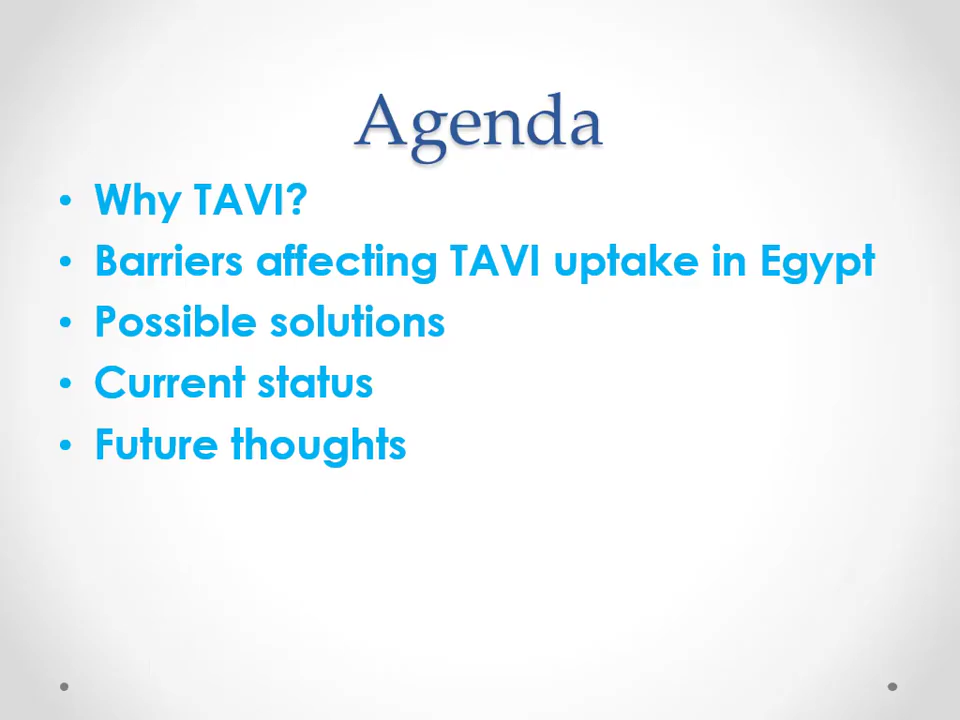 Agenda
• Why TAVI?
• Barriers affecting TAVI uptake in Egypt
• Possible solutions
• Current status
• Future thoughts